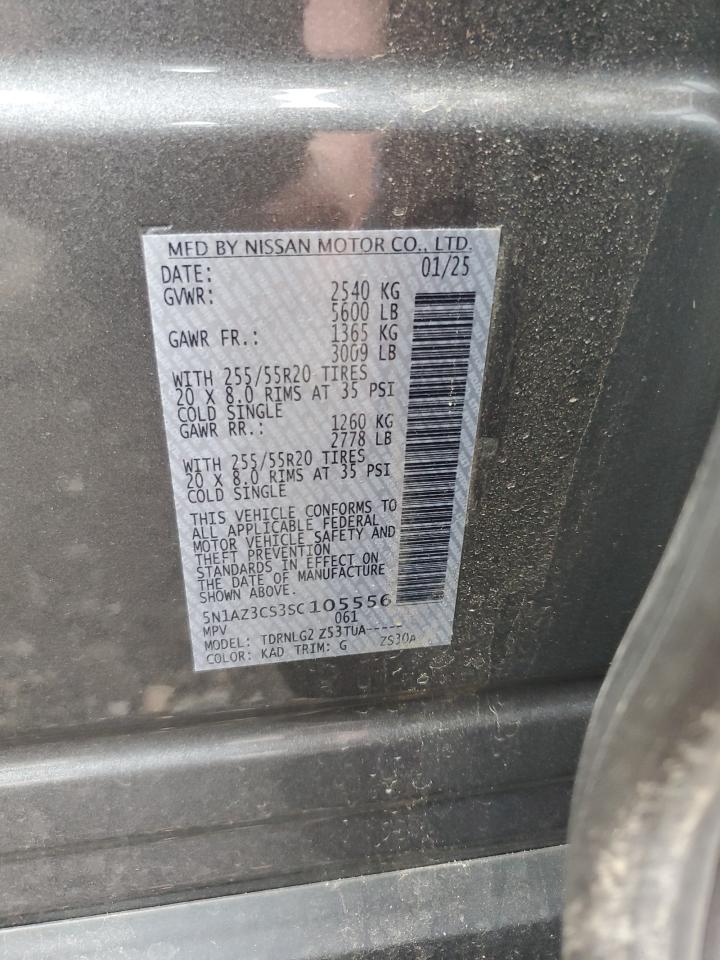 MFD BY NISSAN MOTOR CO., LTD.
DATE: 01/25
GVWR: 2540 KG
5600 LB
GAWR FR.: 1365 KG
3009 LB
WITH 255/55R20 TIRES
20 X 8.0 RIMS AT 35 PSI
COLD SINGLE
GAWR RR.: 1260 KG
2778 LB
WITH 255/55R20 TIRES
20 X 8.0 RIMS AT 35 PSI
COLD SINGLE
THIS VEHICLE CONFORMS TO
ALL APPLICABLE FEDERAL
MOTOR VEHICLE SAFETY AND
THEFT PREVENTION
STANDARDS IN EFFECT ON
THE DATE OF MANUFACTURE
SHOWN ABOVE.
5N1AZ3CS3SC105556
MPV 061
MODEL: TDRNLG2 Z53TUA-----
COLOR: KAD TRIM: G ZS30A